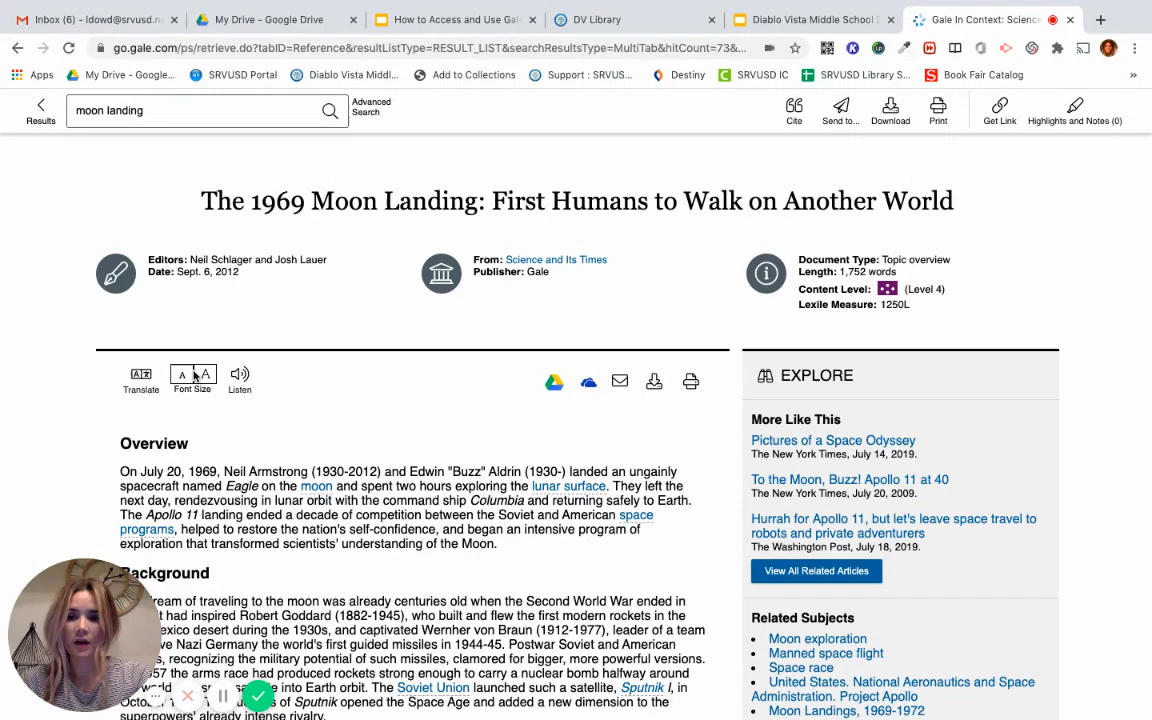 Inbox (6) - ldowd@srvusd.n
My Drive - Google Drive
How to Access and Use Ga
DV Library
Diablo Vista Middle School
Gale In Context: Science
go.gale.com/ps/retrieve.do?tabID=Reference&resultListType=RESULT_LIST&searchResultsType=MultiTab&hitCount=73&...
Apps
My Drive - Google...
SRVUSD Portal
Diablo Vista Middl...
Add to Collections
Support : SRVUS...
Destiny
SRVUSD IC
SRVUSD Library S...
Book Fair Catalog
Results
moon landing
Advanced
Search
Cite
Send to...
Download
Print
Get Link
Highlights and Notes (0)
The 1969 Moon Landing: First Humans to Walk on Another World
Editors: Neil Schlager and Josh Lauer
Date: Sept. 6, 2012
From: Science and Its Times
Publisher: Gale
Document Type: Topic overview
Length: 1,752 words
Content Level: (Level 4)
Lexile Measure: 1250L
Translate
Font Size
Listen
Overview
On July 20, 1969, Neil Armstrong (1930-2012) and Edwin "Buzz" Aldrin (1930-) landed an ungainly
spacecraft named Eagle on the moon and spent two hours exploring the lunar surface. They left the
next day, rendezvousing in lunar orbit with the command ship Columbia and returning safely to Earth.
The Apollo 11 landing ended a decade of competition between the Soviet and American space
programs, helped to restore the nation's self-confidence, and began an intensive program of
exploration that transformed scientists' understanding of the Moon.
Background
ream of traveling to the moon was already centuries old when the Second World War ended in
t had inspired Robert Goddard (1882-1945), who built and flew the first modern rockets in the
exico desert during the 1930s, and captivated Wernher von Braun (1912-1977), leader of a team
ve Nazi Germany the world's first guided missiles in 1944-45. Postwar Soviet and American
s, recognizing the military potential of such missiles, clamored for bigger, more powerful versions.
57 the arms race had produced rockets strong enough to carry a nuclear bomb halfway around
world into Earth orbit. The Soviet Union launched such a satellite, Sputnik I, in
Octo of Sputnik opened the Space Age and added a new dimension to the
superpowers' already intense rivalry.
EXPLORE
More Like This
Pictures of a Space Odyssey
The New York Times, July 14, 2019.
To the Moon, Buzz! Apollo 11 at 40
The New York Times, July 20, 2009.
Hurrah for Apollo 11, but let's leave space travel to
robots and private adventurers
The Washington Post, July 18, 2019.
View All Related Articles
Related Subjects
Moon exploration
Manned space flight
Space race
United States. National Aeronautics and Space
Administration. Project Apollo
Moon Landings, 1969-1972